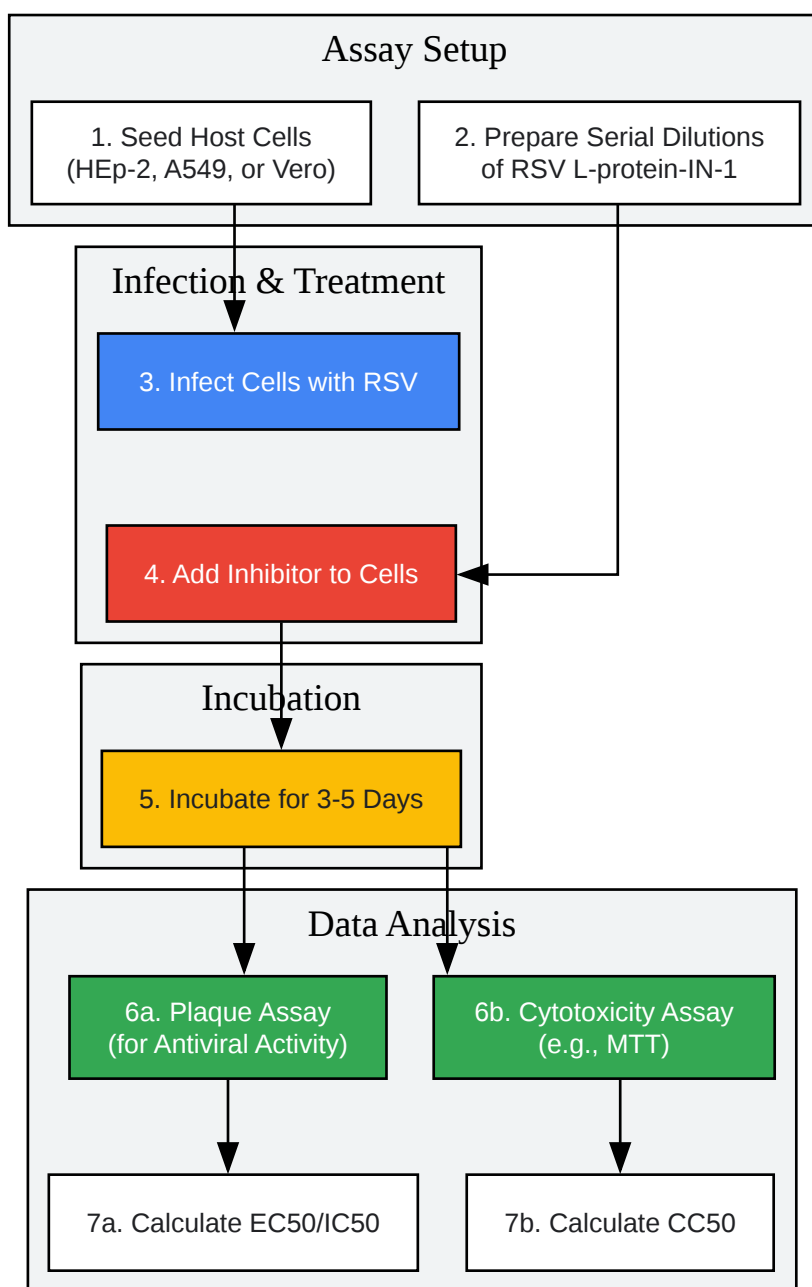 Assay Setup
1. Seed Host Cells
(HEp-2, A549, or Vero)
2. Prepare Serial Dilutions
of RSV L-protein-IN-1
Infection & Treatment
3. Infect Cells with RSV
4. Add Inhibitor to Cells
Incubation
5. Incubate for 3-5 Days
Data Analysis
6a. Plaque Assay
(for Antiviral Activity)
6b. Cytotoxicity Assay
(e.g., MTT)
7a. Calculate EC50/IC50
7b. Calculate CC50